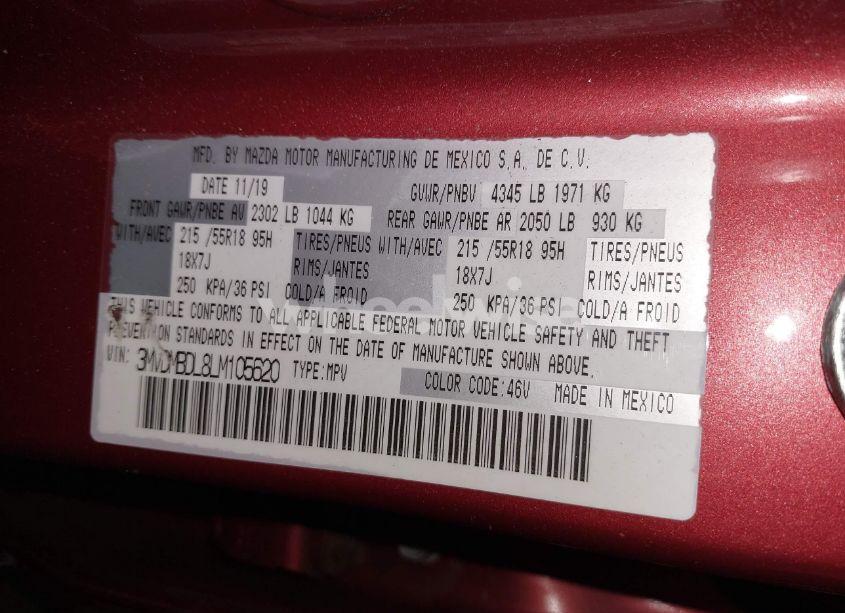 MFD. BY MAZDA MOTOR MANUFACTURING DE MEXICO S.A. DE C.V.
DATE 11/19 GVWR/PNBV 4345 LB 1971 KG
FRONT GAWR/PNBE AV 2302 LB 1044 KG REAR GAWR/PNBE AR 2050 LB 930 KG
WITH/AVEC 215 /55R18 95H TIRES/PNEUS WITH/AVEC 215 /55R18 95H TIRES/PNEUS
18X7J RIMS/JANTES 18X7J RIMS/JANTES
250 KPA/36 PSI COLD/A FROID 250 KPA/36 PSI COLD/A FROID
THIS VEHICLE CONFORMS TO ALL APPLICABLE FEDERAL MOTOR VEHICLE SAFETY AND THEFT
PREVENTION STANDARDS IN EFFECT ON THE DATE OF MANUFACTURE SHOWN ABOVE.
VIN: 3MVDMBDL8LM105620 TYPE:MPV COLOR CODE:46V MADE IN MEXICO